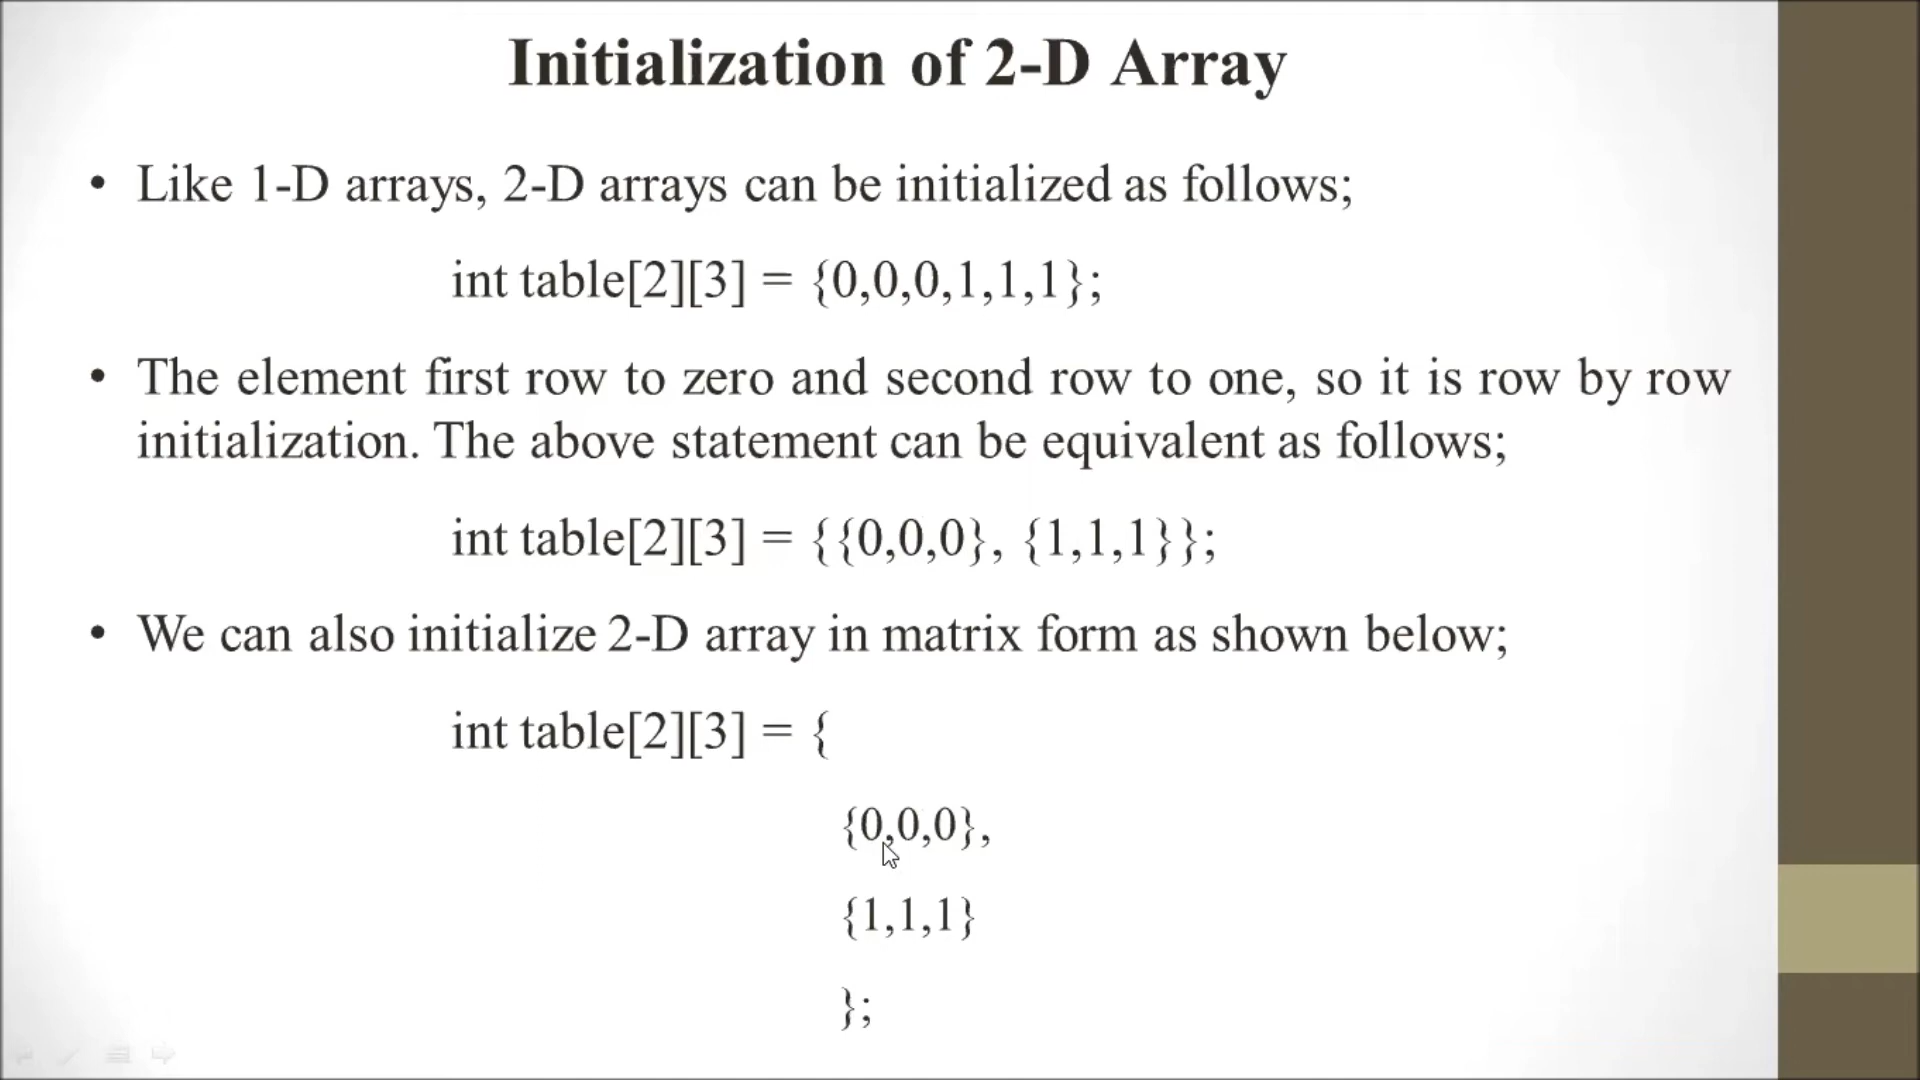 Initialization of 2-D Array
• Like 1-D arrays, 2-D arrays can be initialized as follows;
int table[2][3] = {0,0,0,1,1,1};
• The element first row to zero and second row to one, so it is row by row
initialization. The above statement can be equivalent as follows;
int table[2][3] = {{0,0,0}, {1,1,1}};
• We can also initialize 2-D array in matrix form as shown below;
int table[2][3] = {
{0,0,0},
{1,1,1}
};